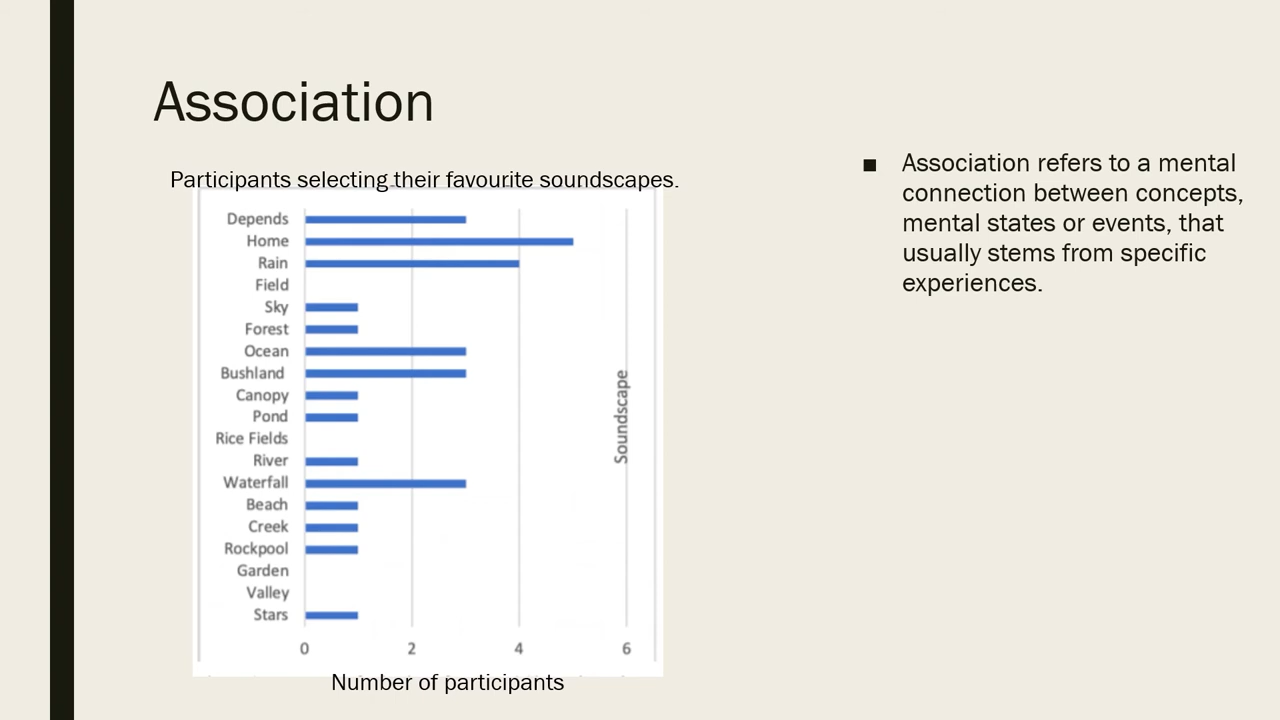 Association
Participants selecting their favourite soundscapes.
Depends
Home
Rain
Field
Sky
Forest
Ocean
Bushland
Canopy
Pond
Rice Fields
River
Waterfall
Beach
Creek
Rockpool
Garden
Valley
Stars
0 2 4 6
Soundscape
Number of participants
■ Association refers to a mental
connection between concepts,
mental states or events, that
usually stems from specific
experiences.